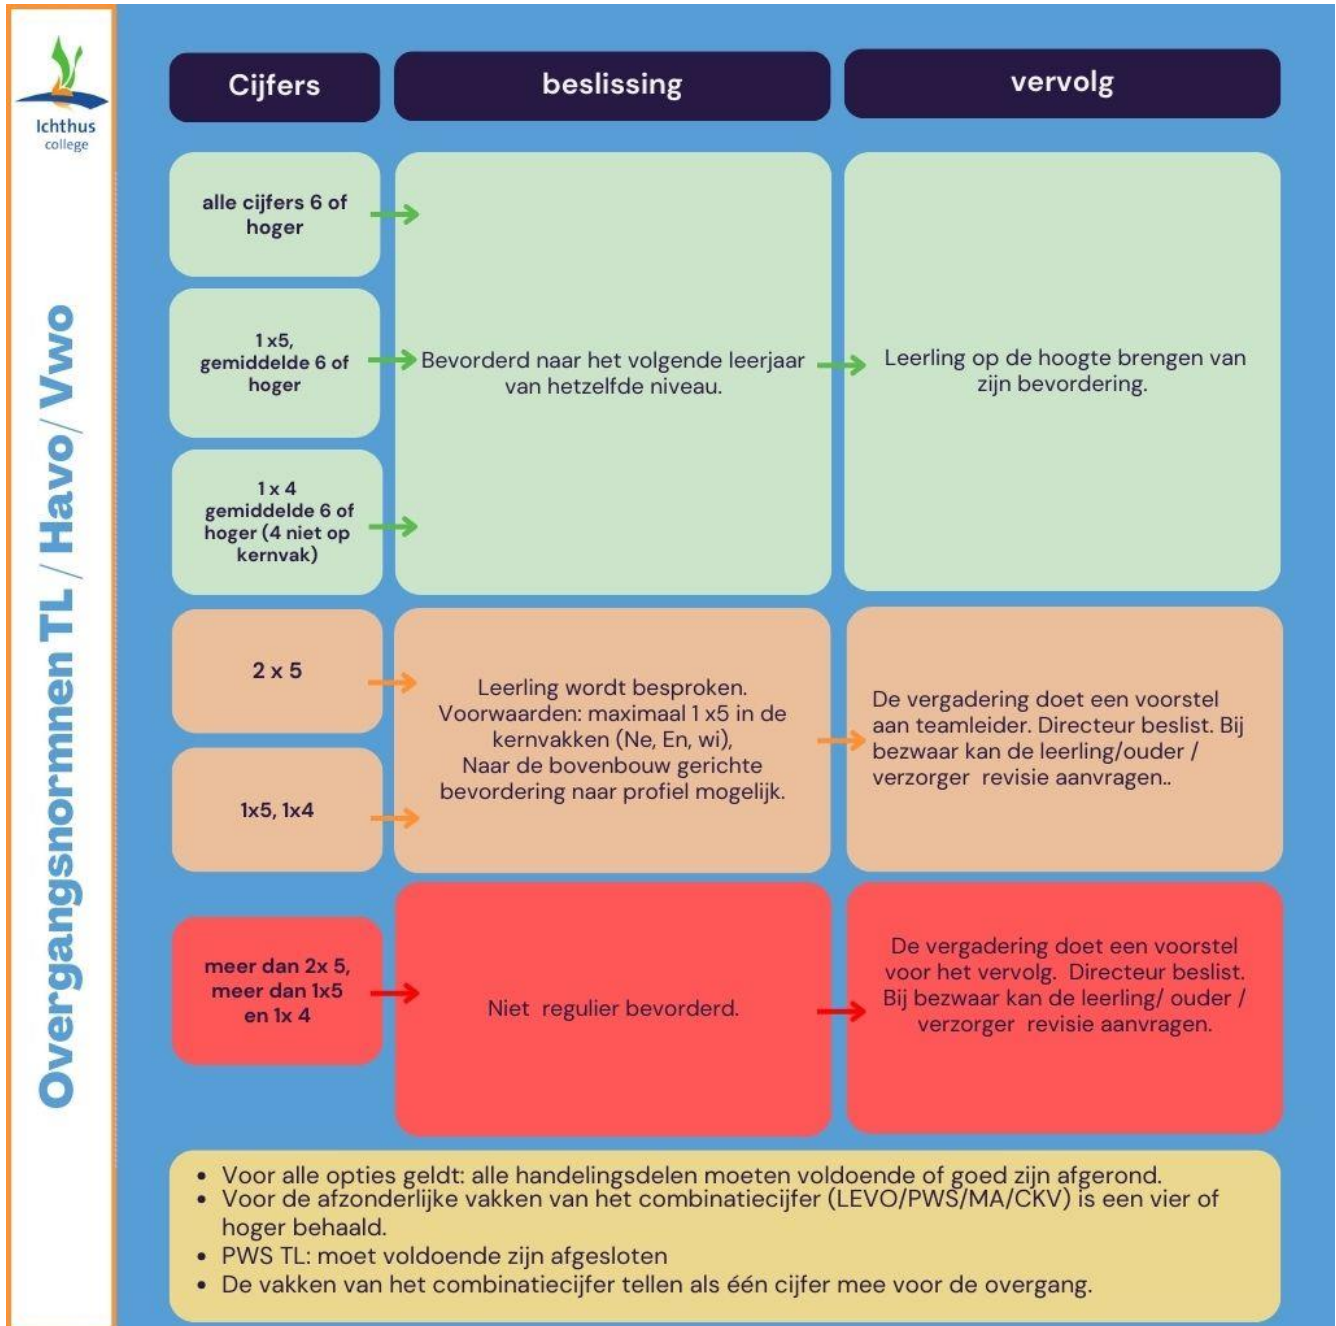 Ichthus
college
Overgangsnormen TL / Havo/ Vwo
Cijfers
beslissing
vervolg
alle cijfers 6 of
hoger
1 x5,
gemiddelde 6 of
hoger
1 x 4
gemiddelde 6 of
hoger (4 niet op
kernvak)
Bevorderd naar het volgende leerjaar
van hetzelfde niveau.
Leerling op de hoogte brengen van
zijn bevordering.
2 x 5
1x5, 1x4
Leerling wordt besproken.
Voorwaarden: maximaal 1 x5 in de
kernvakken (Ne, En, wi),
Naar de bovenbouw gerichte
bevordering naar profiel mogelijk.
De vergadering doet een voorstel
aan teamleider. Directeur beslist. Bij
bezwaar kan de leerling/ouder /
verzorger revisie aanvragen..
meer dan 2x 5,
meer dan 1x5
en 1x 4
Niet regulier bevorderd.
De vergadering doet een voorstel
voor het vervolg. Directeur beslist.
Bij bezwaar kan de leerling/ ouder /
verzorger revisie aanvragen.
• Voor alle opties geldt: alle handelingsdelen moeten voldoende of goed zijn afgerond.
• Voor de afzonderlijke vakken van het combinatiecijfer (LEVO/PWS/MA/CKV) is een vier of
hoger behaald.
• PWS TL: moet voldoende zijn afgesloten
• De vakken van het combinatiecijfer tellen als één cijfer mee voor de overgang.